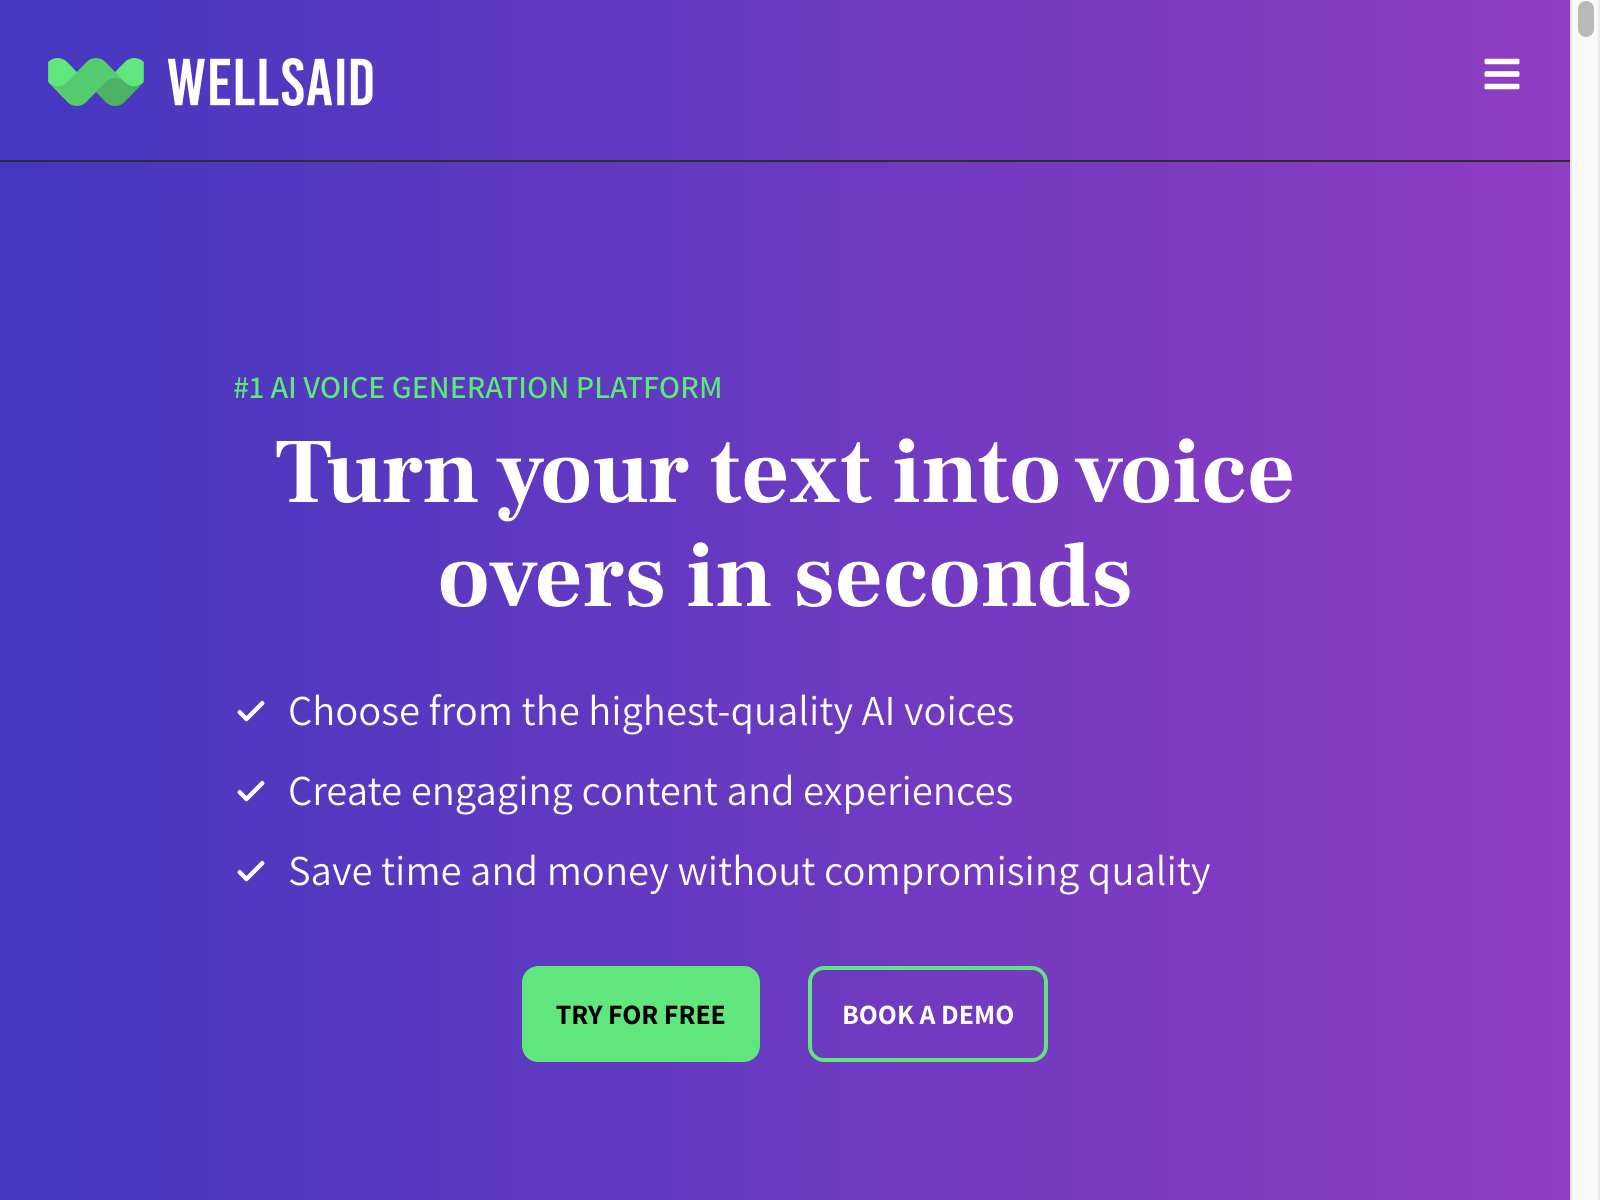 WELLSAID
#1 AI VOICE GENERATION PLATFORM
Turn your text into voice
overs in seconds
Choose from the highest-quality AI voices
Create engaging content and experiences
Save time and money without compromising quality
TRY FOR FREE
BOOK A DEMO